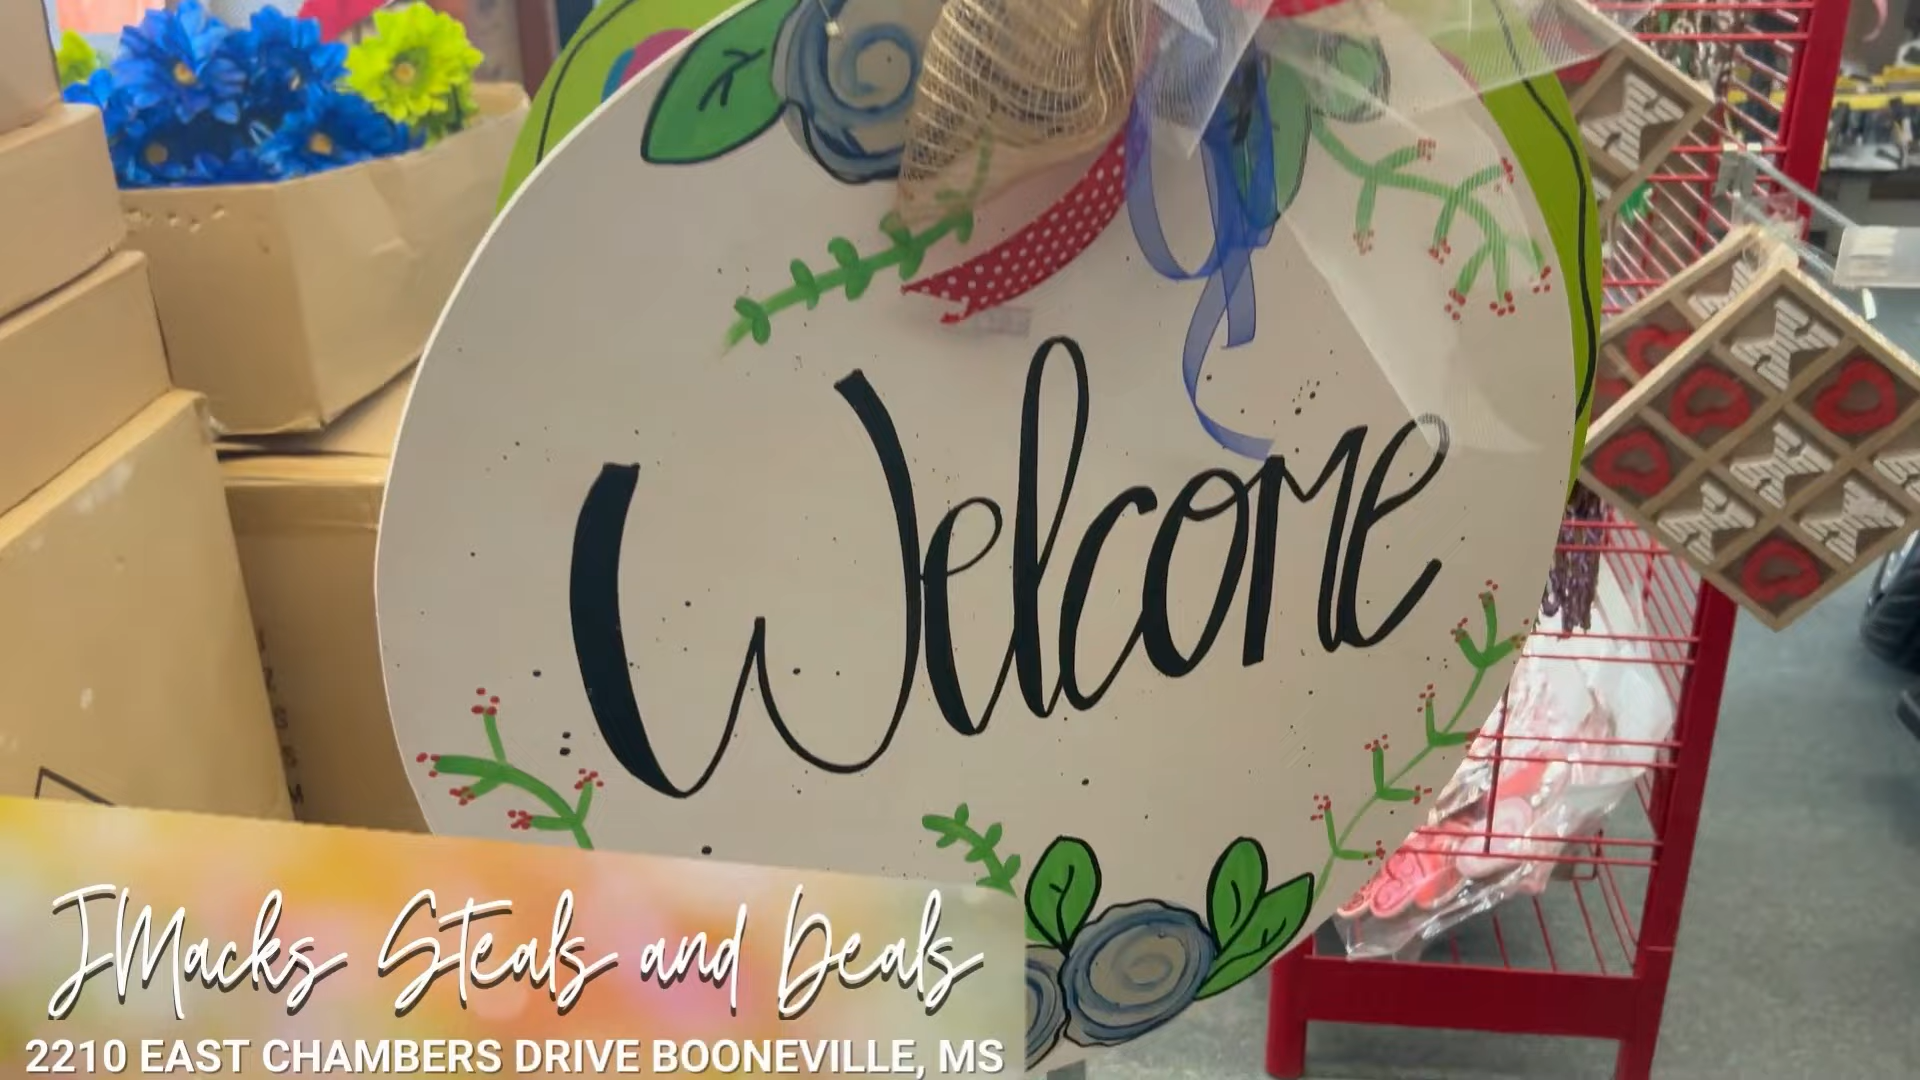 Welcome
JMacks Steals and Deals
2210 EAST CHAMBERS DRIVE BOONEVILLE, MS